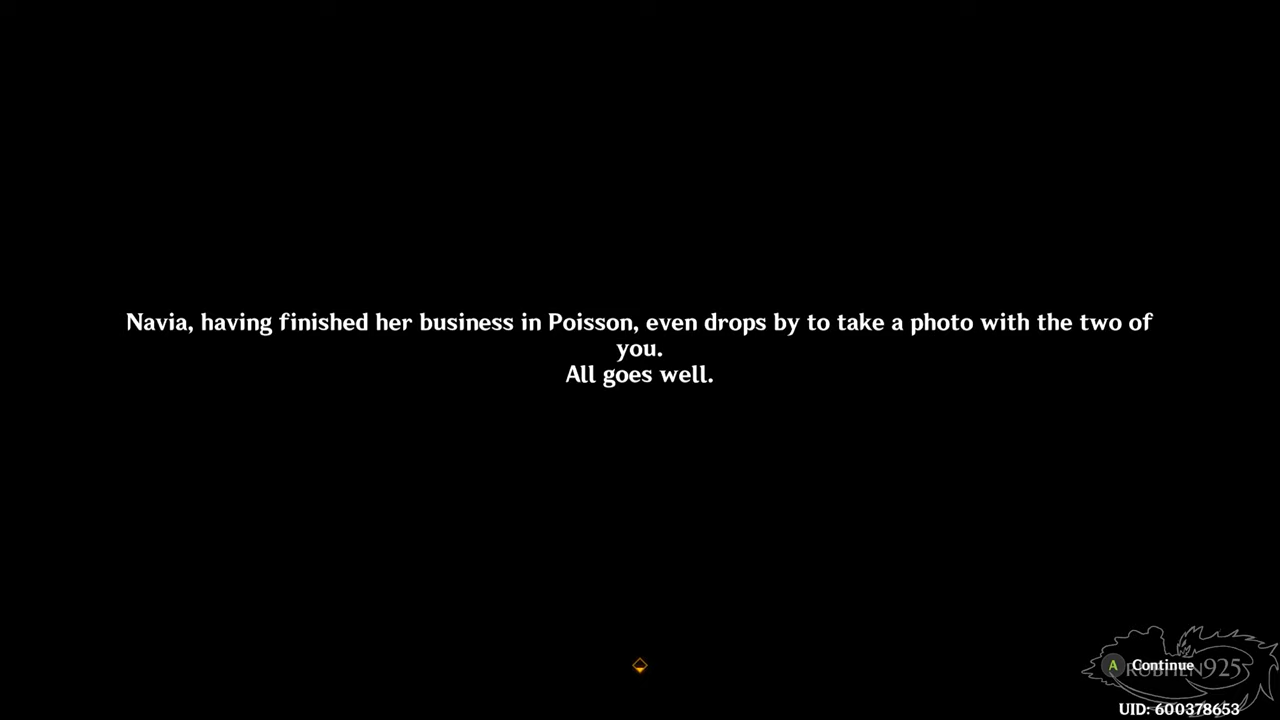 Navia, having finished her business in Poisson, even drops by to take a photo with the two of
you.
All goes well.
A Continue
RUBHEN925
UID: 600378653